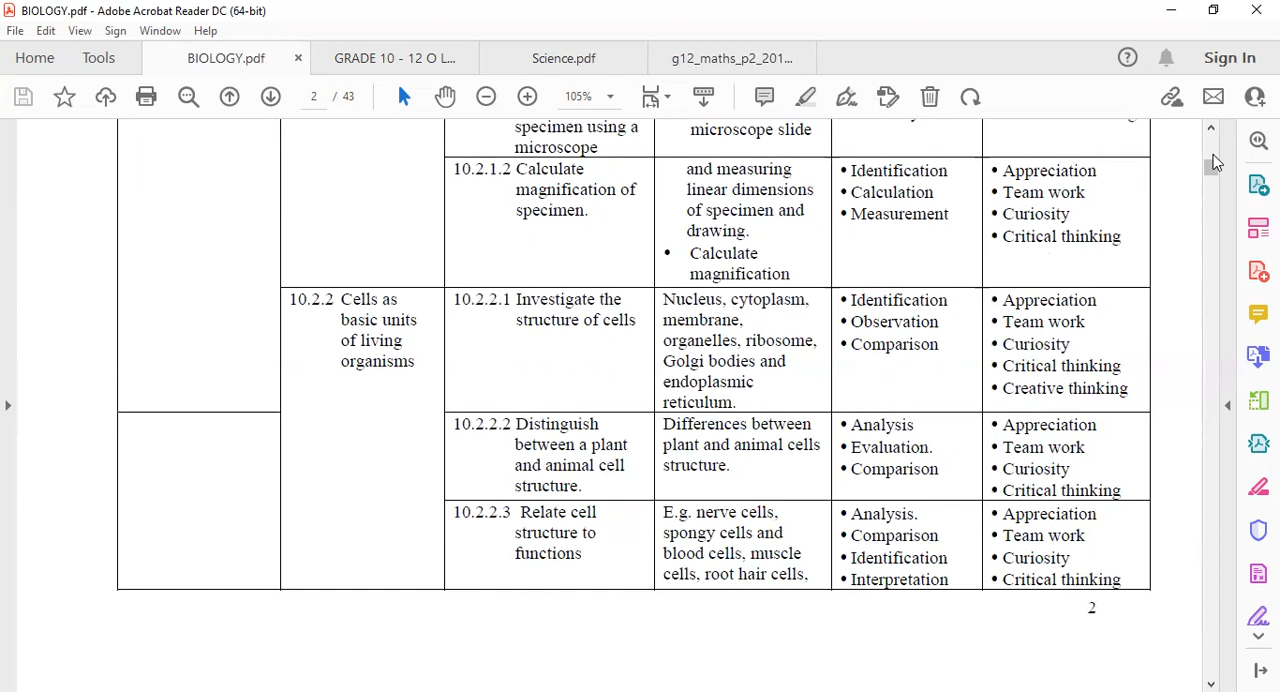 BIOLOGY.pdf - Adobe Acrobat Reader DC (64-bit)
File Edit View Sign Window Help
Home Tools BIOLOGY.pdf × GRADE 10 - 12 O L... Science.pdf g12_maths_p2_201... Sign In
2 / 43 105%
specimen using a
microscope
microscope slide
10.2.1.2 Calculate
magnification of
specimen.
and measuring
linear dimensions
of specimen and
drawing.
• Calculate
magnification
• Identification
• Calculation
• Measurement
• Appreciation
• Team work
• Curiosity
• Critical thinking
10.2.2 Cells as
basic units
of living
organisms
10.2.2.1 Investigate the
structure of cells
Nucleus, cytoplasm,
membrane,
organelles, ribosome,
Golgi bodies and
endoplasmic
reticulum.
• Identification
• Observation
• Comparison
• Appreciation
• Team work
• Curiosity
• Critical thinking
• Creative thinking
10.2.2.2 Distinguish
between a plant
and animal cell
structure.
Differences between
plant and animal cells
structure.
• Analysis
• Evaluation.
• Comparison
• Appreciation
• Team work
• Curiosity
• Critical thinking
10.2.2.3 Relate cell
structure to
functions
E.g. nerve cells,
spongy cells and
blood cells, muscle
cells, root hair cells,
• Analysis.
• Comparison
• Identification
• Interpretation
• Appreciation
• Team work
• Curiosity
• Critical thinking
2